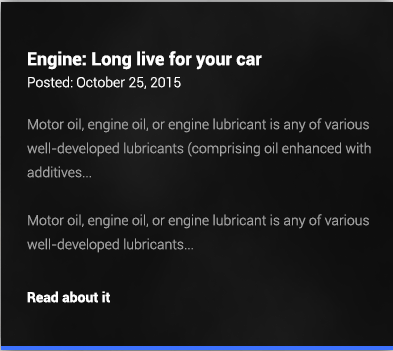 Engine: Long live for your car
Posted: October 25, 2015
Motor oil, engine oil, or engine lubricant is any of various
well-developed lubricants (comprising oil enhanced with
additives...
Motor oil, engine oil, or engine lubricant is any of various
well-developed lubricants...
Read about it